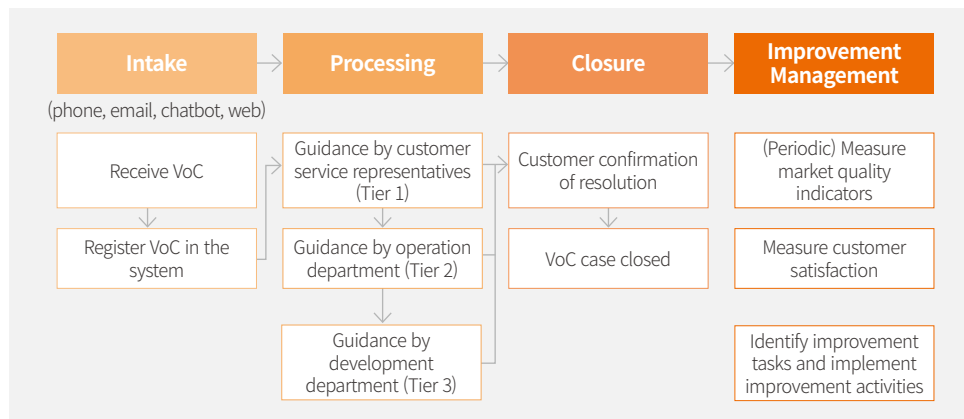 Intake
Processing
Closure
Improvement
Management
(phone, email, chatbot, web)
Receive VoC
Register VoC in the
system
Guidance by customer
service representatives
(Tier 1)
Guidance by operation
department (Tier 2)
Guidance by
development
department (Tier 3)
Customer confirmation
of resolution
VoC case closed
(Periodic) Measure
market quality
indicators
Measure customer
satisfaction
Identify improvement
tasks and implement
improvement activities